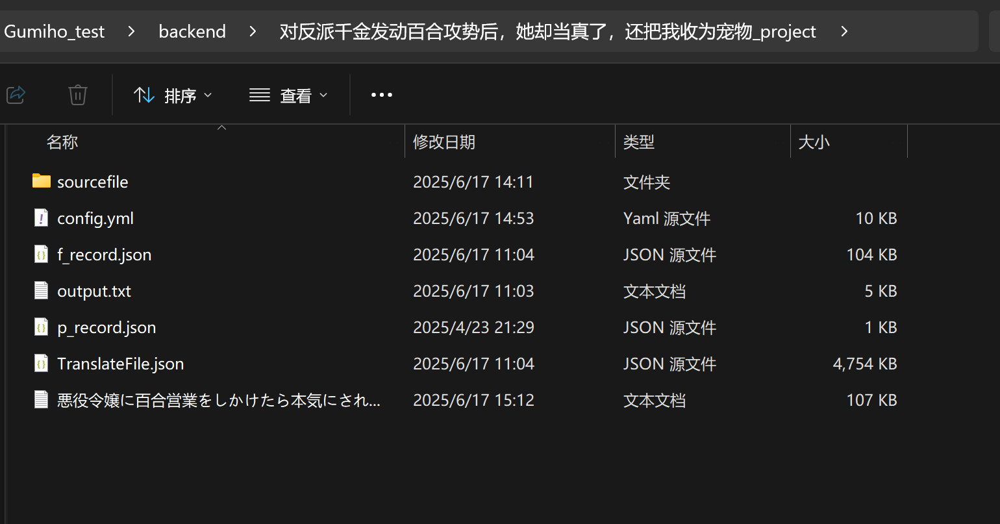 Gumiho_test > backend > 对反派千金发动百合攻势后，她却当真了，还把我收为宠物_project >
排序 查看 •••
名称 修改日期 类型 大小
sourcefile 2025/6/17 14:11 文件夹
config.yml 2025/6/17 14:53 Yaml 源文件 10 KB
f_record.json 2025/6/17 11:04 JSON 源文件 104 KB
output.txt 2025/6/17 11:03 文本文档 5 KB
p_record.json 2025/4/23 21:29 JSON 源文件 1 KB
TranslateFile.json 2025/6/17 11:04 JSON 源文件 4,754 KB
悪役令嬢に百合営業をしかけたら本気にされ... 2025/6/17 15:12 文本文档 107 KB